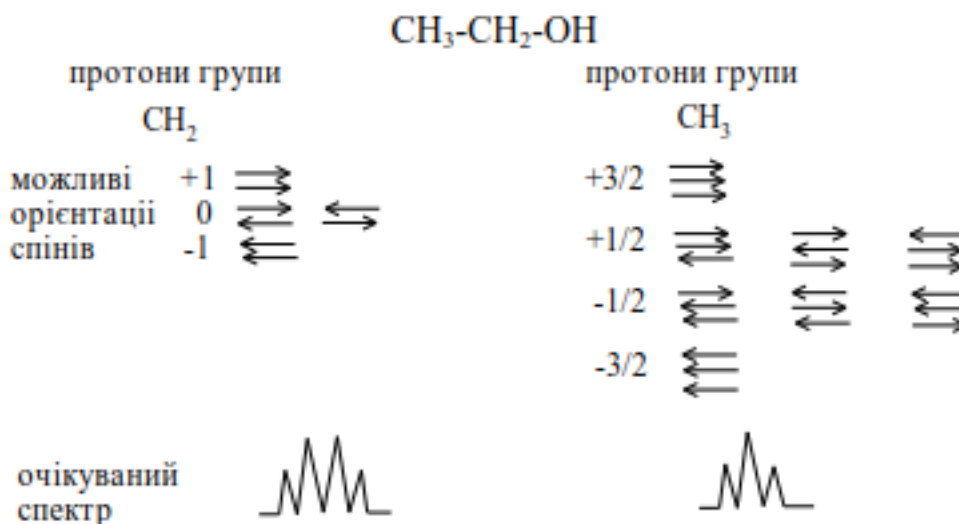 CH₃-CH₂-OH
протони групи
CH₂
протони групи
CH₃
можливі +1
орієнтаціі 0
спінів -1
+3/2
+1/2
-1/2
-3/2
очікуваний
спектр